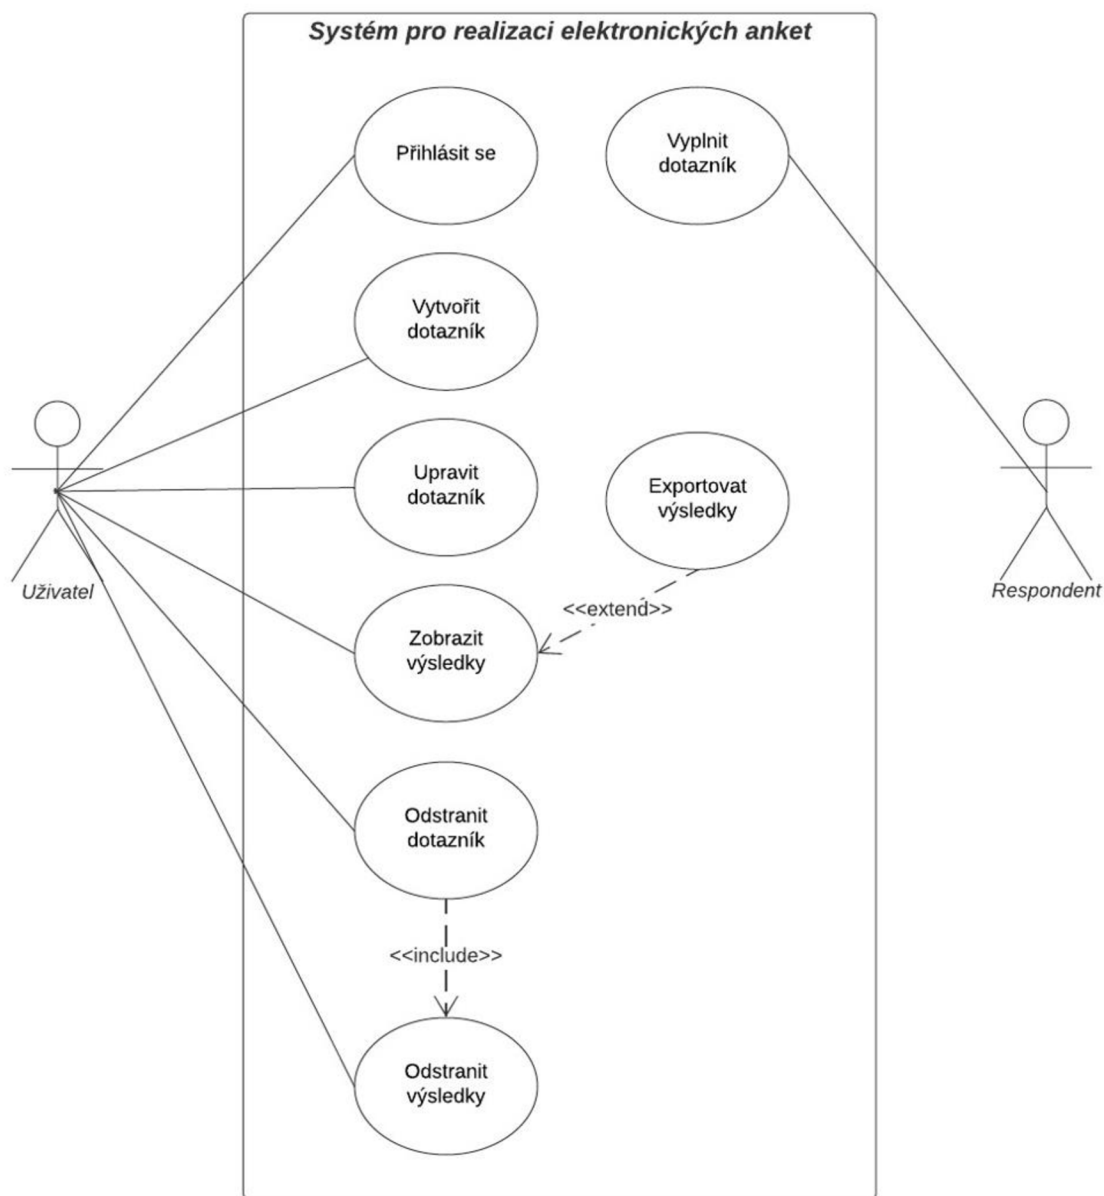 Systém pro realizaci elektronických anket
Přihlásit se
Vyplnit
dotazník
Vytvořit
dotazník
Upravit
dotazník
Exportovat
výsledky
Uživatel
Respondent
<<extend>>
Zobrazit
výsledky
Odstranit
dotazník
<<include>>
Odstranit
výsledky